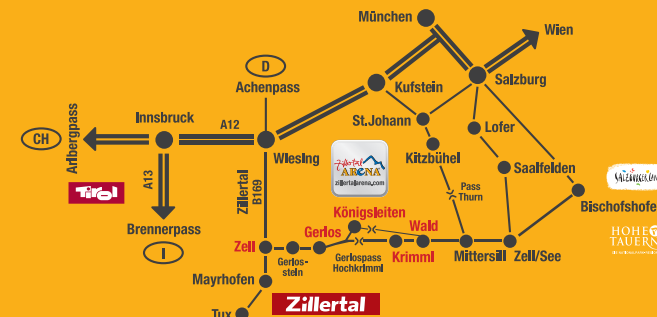 München
Wien
D
Achenpass
Kufstein
Salzburg
CH
Arlbergpass
Innsbruck
A12
Wiesing
St.Johann
Lofer
Kitzbühel
Saalfelden
Zillertal
ARENA
zillertalarena.com
Tirol
A13
Zillertal
B169
Pass
Thurn
Bischofshofe
Brennerpass
I
Königsleiten
Gerlos
Wald
Zell
Gerlos-
stein
Gerlospass
Hochkrimml
Krimml
Mittersill
Zell/See
HOHE
TAUERN
Mayrhofen
Zillertal
Tux